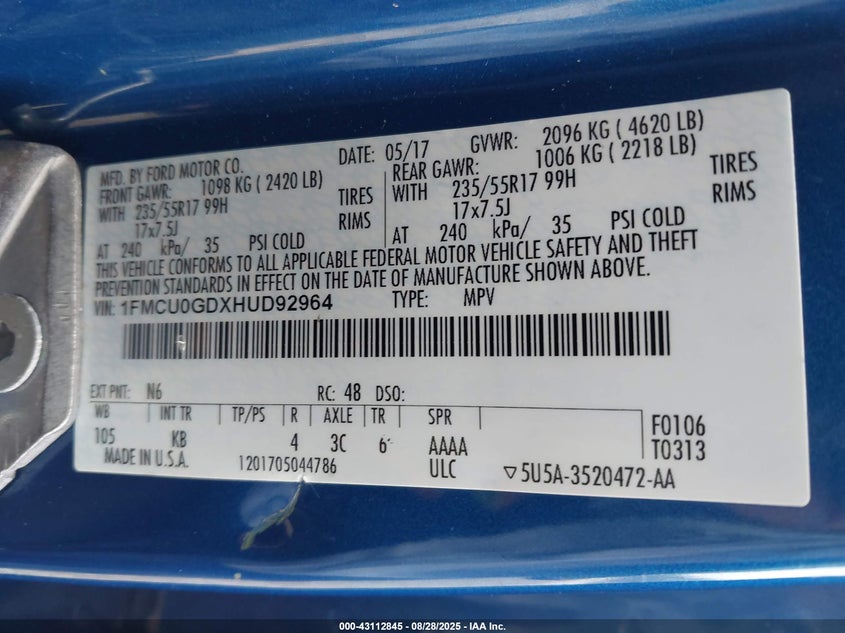 MFD. BY FORD MOTOR CO. DATE: 05/17 GVWR: 2096 KG ( 4620 LB)
FRONT GAWR: 1098 KG ( 2420 LB) REAR GAWR: 1006 KG ( 2218 LB)
WITH 235/55R17 99H TIRES WITH 235/55R17 99H TIRES
17x7.5J RIMS 17x7.5J RIMS
AT 240 kPa/ 35 PSI COLD AT 240 kPa/ 35 PSI COLD
THIS VEHICLE CONFORMS TO ALL APPLICABLE FEDERAL MOTOR VEHICLE SAFETY AND THEFT
PREVENTION STANDARDS IN EFFECT ON THE DATE OF MANUFACTURE SHOWN ABOVE.
VIN: 1FMCU0GDXHUD92964 TYPE: MPV
EXT PNT: N6 RC: 48 DSO:
WB INT TR TP/PS R AXLE TR SPR
105 KB 4 3C 6 AAAA F0106
MADE IN U.S.A. 1201705044786 ULC T0313
▽5U5A-3520472-AA
000-43112845 - 08/28/2025 - IAA Inc.